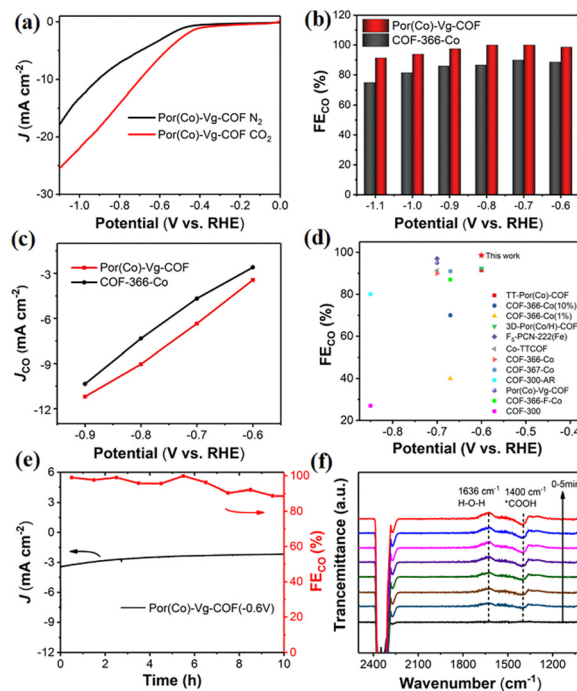 (a)
J (mA cm⁻²)
0
-10
-20
-30
Por(Co)-Vg-COF N₂
Por(Co)-Vg-COF CO₂
-1.0 -0.8 -0.6 -0.4 -0.2 0.0
Potential (V vs. RHE)
(b)
Por(Co)-Vg-COF
COF-366-Co
FE_CO (%)
120
100
80
60
40
20
0
-1.1 -1.0 -0.9 -0.8 -0.7 -0.6
Potential (V vs. RHE)
(c)
Por(Co)-Vg-COF
COF-366-Co
J_CO (mA cm⁻²)
-3
-6
-9
-12
-0.9 -0.8 -0.7 -0.6
Potential (V vs. RHE)
(d)
This work
FE_CO (%)
100
80
60
40
20
TT-Por(Co)-COF
COF-366-Co(10%)
COF-366-Co(1%)
3D-Por(Co/H)-COF
F₅-PCN-222(Fe)
Co-TTCOF
COF-366-Co
COF-367-Co
COF-300-AR
Por(Co)-Vg-COF
COF-366-F-Co
COF-300
-0.8 -0.7 -0.6 -0.5 -0.4
Potential (V vs. RHE)
(e)
J (mA cm⁻²)
6
3
0
-3
-6
-9
-12
Por(Co)-Vg-COF(-0.6V)
100
80
60
40
20
0
FE_CO (%)
0 2 4 6 8 10
Time (h)
(f)
1636 cm⁻¹ 1400 cm⁻¹ 0-5min
H-O-H *COOH
Trancemittance (a.u.)
2400 2100 1800 1500 1200
Wavenumber (cm⁻¹)